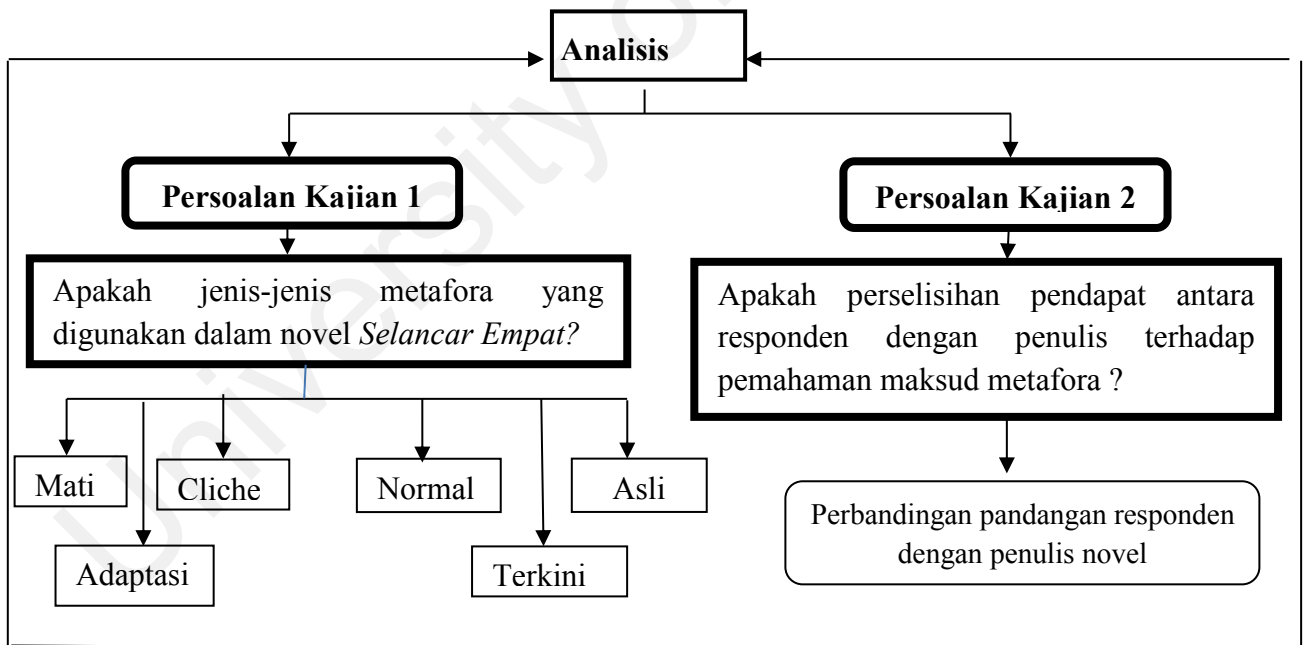 Analisis
Persoalan Kajian 1
Persoalan Kajian 2
Apakah jenis-jenis metafora yang
digunakan dalam novel Selancar Empat?
Apakah perselisihan pendapat antara
responden dengan penulis terhadap
pemahaman maksud metafora ?
Mati
Cliche
Normal
Asli
Adaptasi
Terkini
Perbandingan pandangan responden
dengan penulis novel
University of